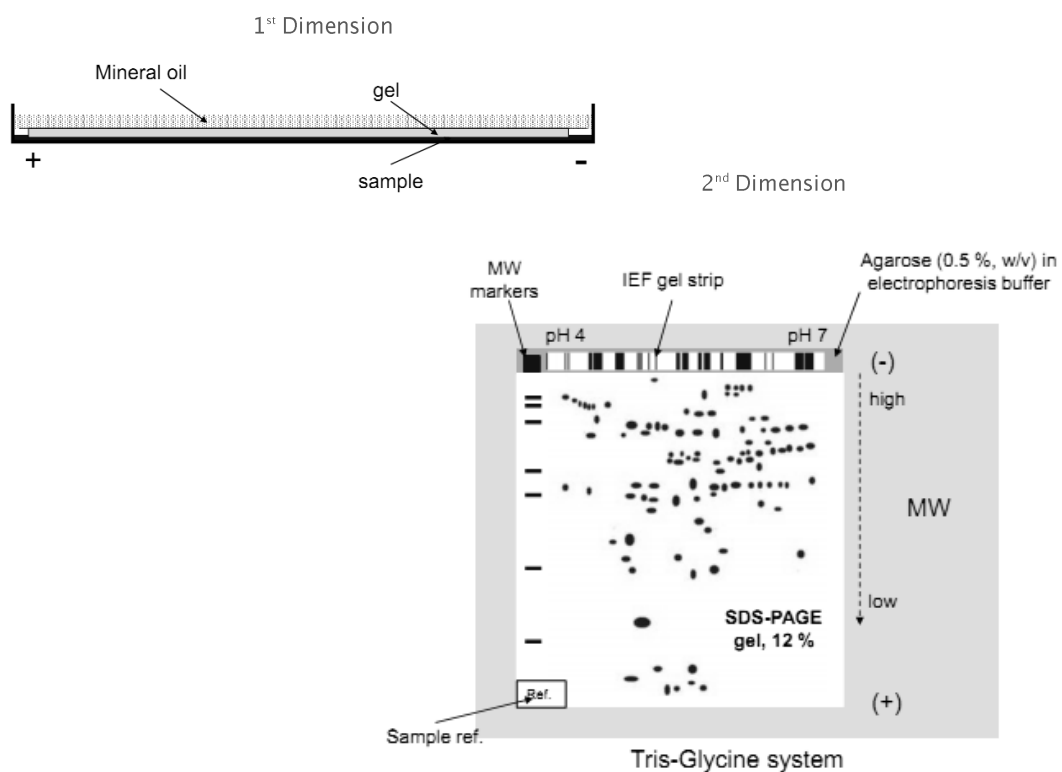 1st Dimension
Mineral oil
gel
+
-
sample
2nd Dimension
MW
markers
IEF gel strip
Agarose (0.5 %, w/v) in
electrophoresis buffer
pH 4
pH 7
(-)
high
MW
low
SDS-PAGE
gel, 12 %
Ref.
(+)
Sample ref.
Tris-Glycine system